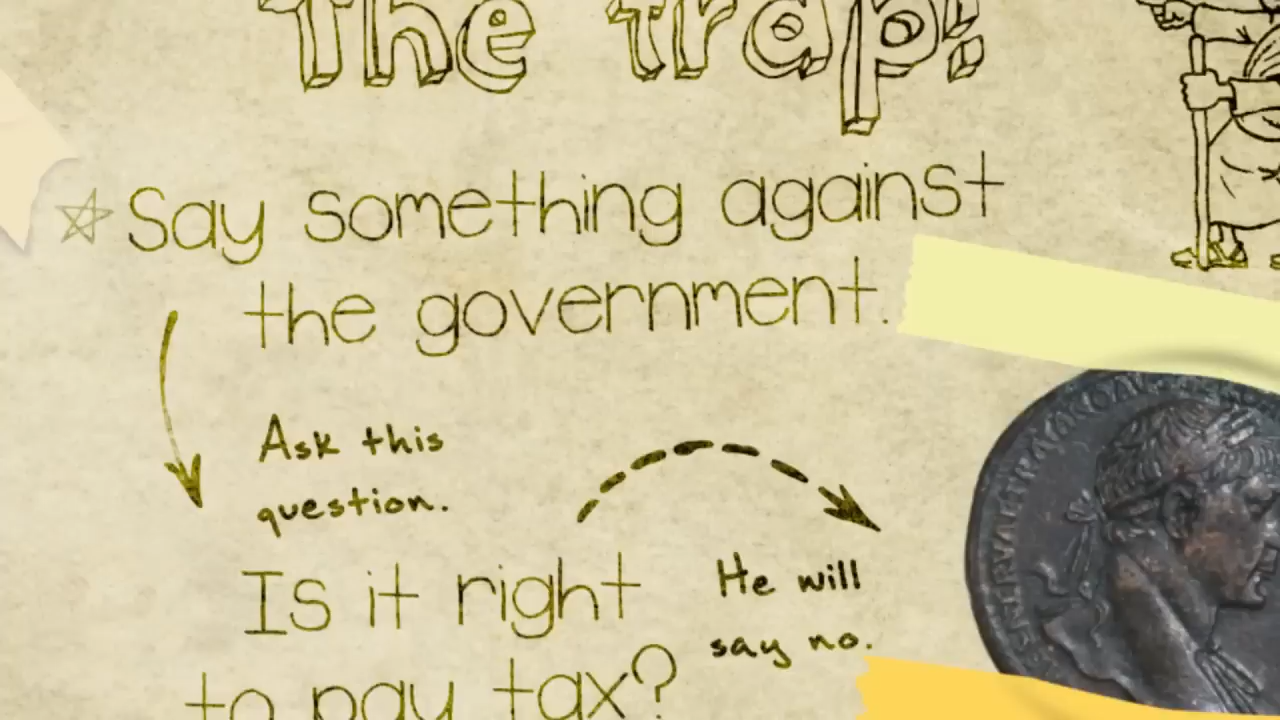 The trap!
Say something against
the government.
Ask this
question.
Is it right
to pay tax?
He will
say no.